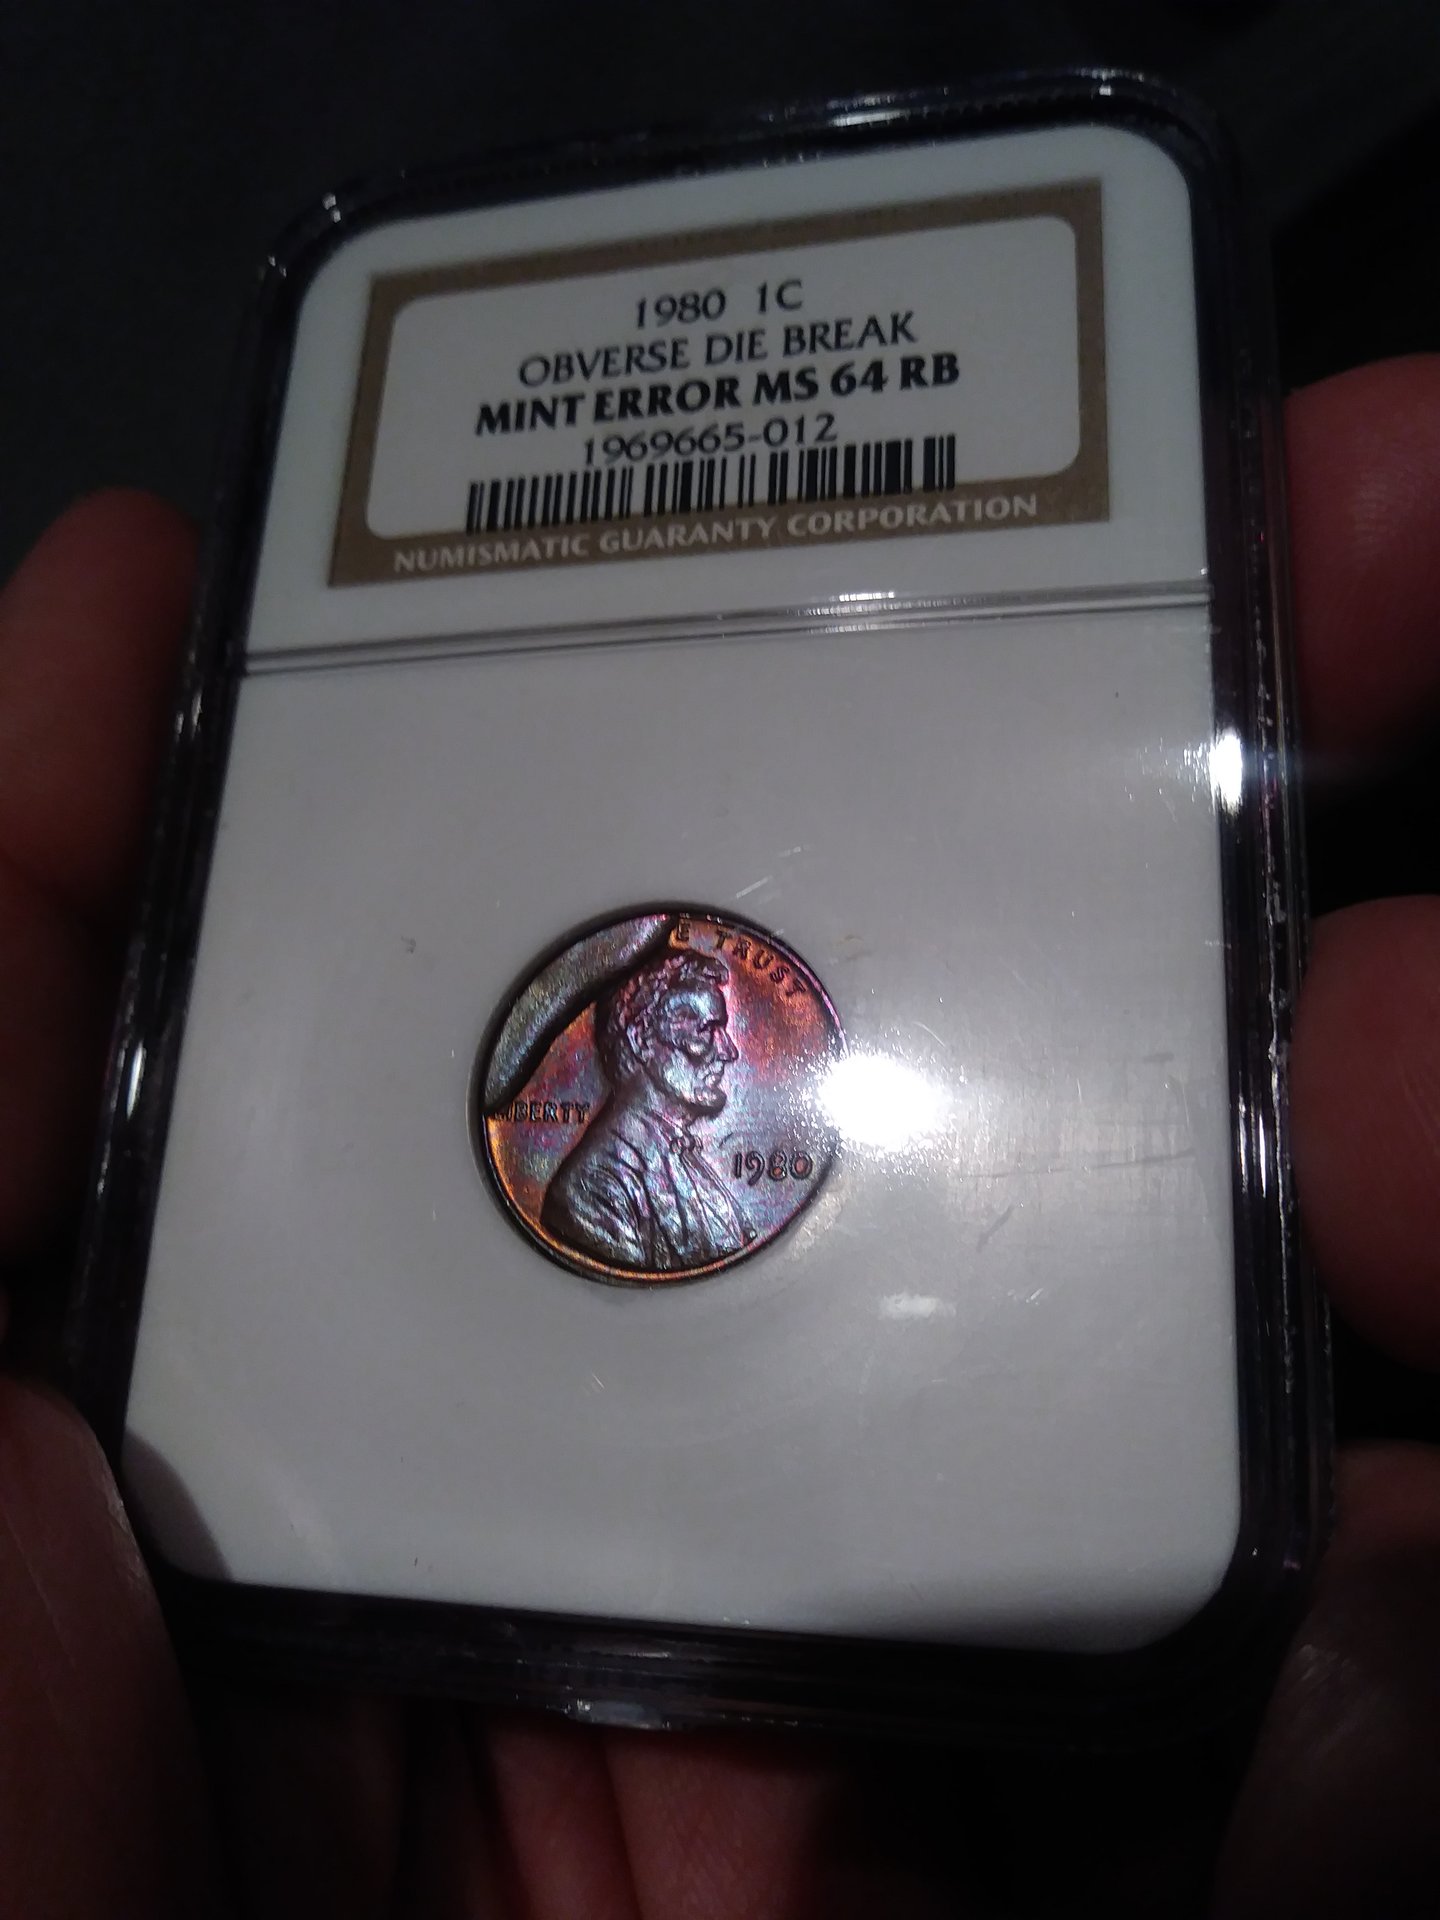 1980 1C
OBVERSE DIE BREAK
MINT ERROR MS 64 RB
1969665-012
NUMISMATIC GUARANTY CORPORATION
E TRUST
LIBERTY
1980